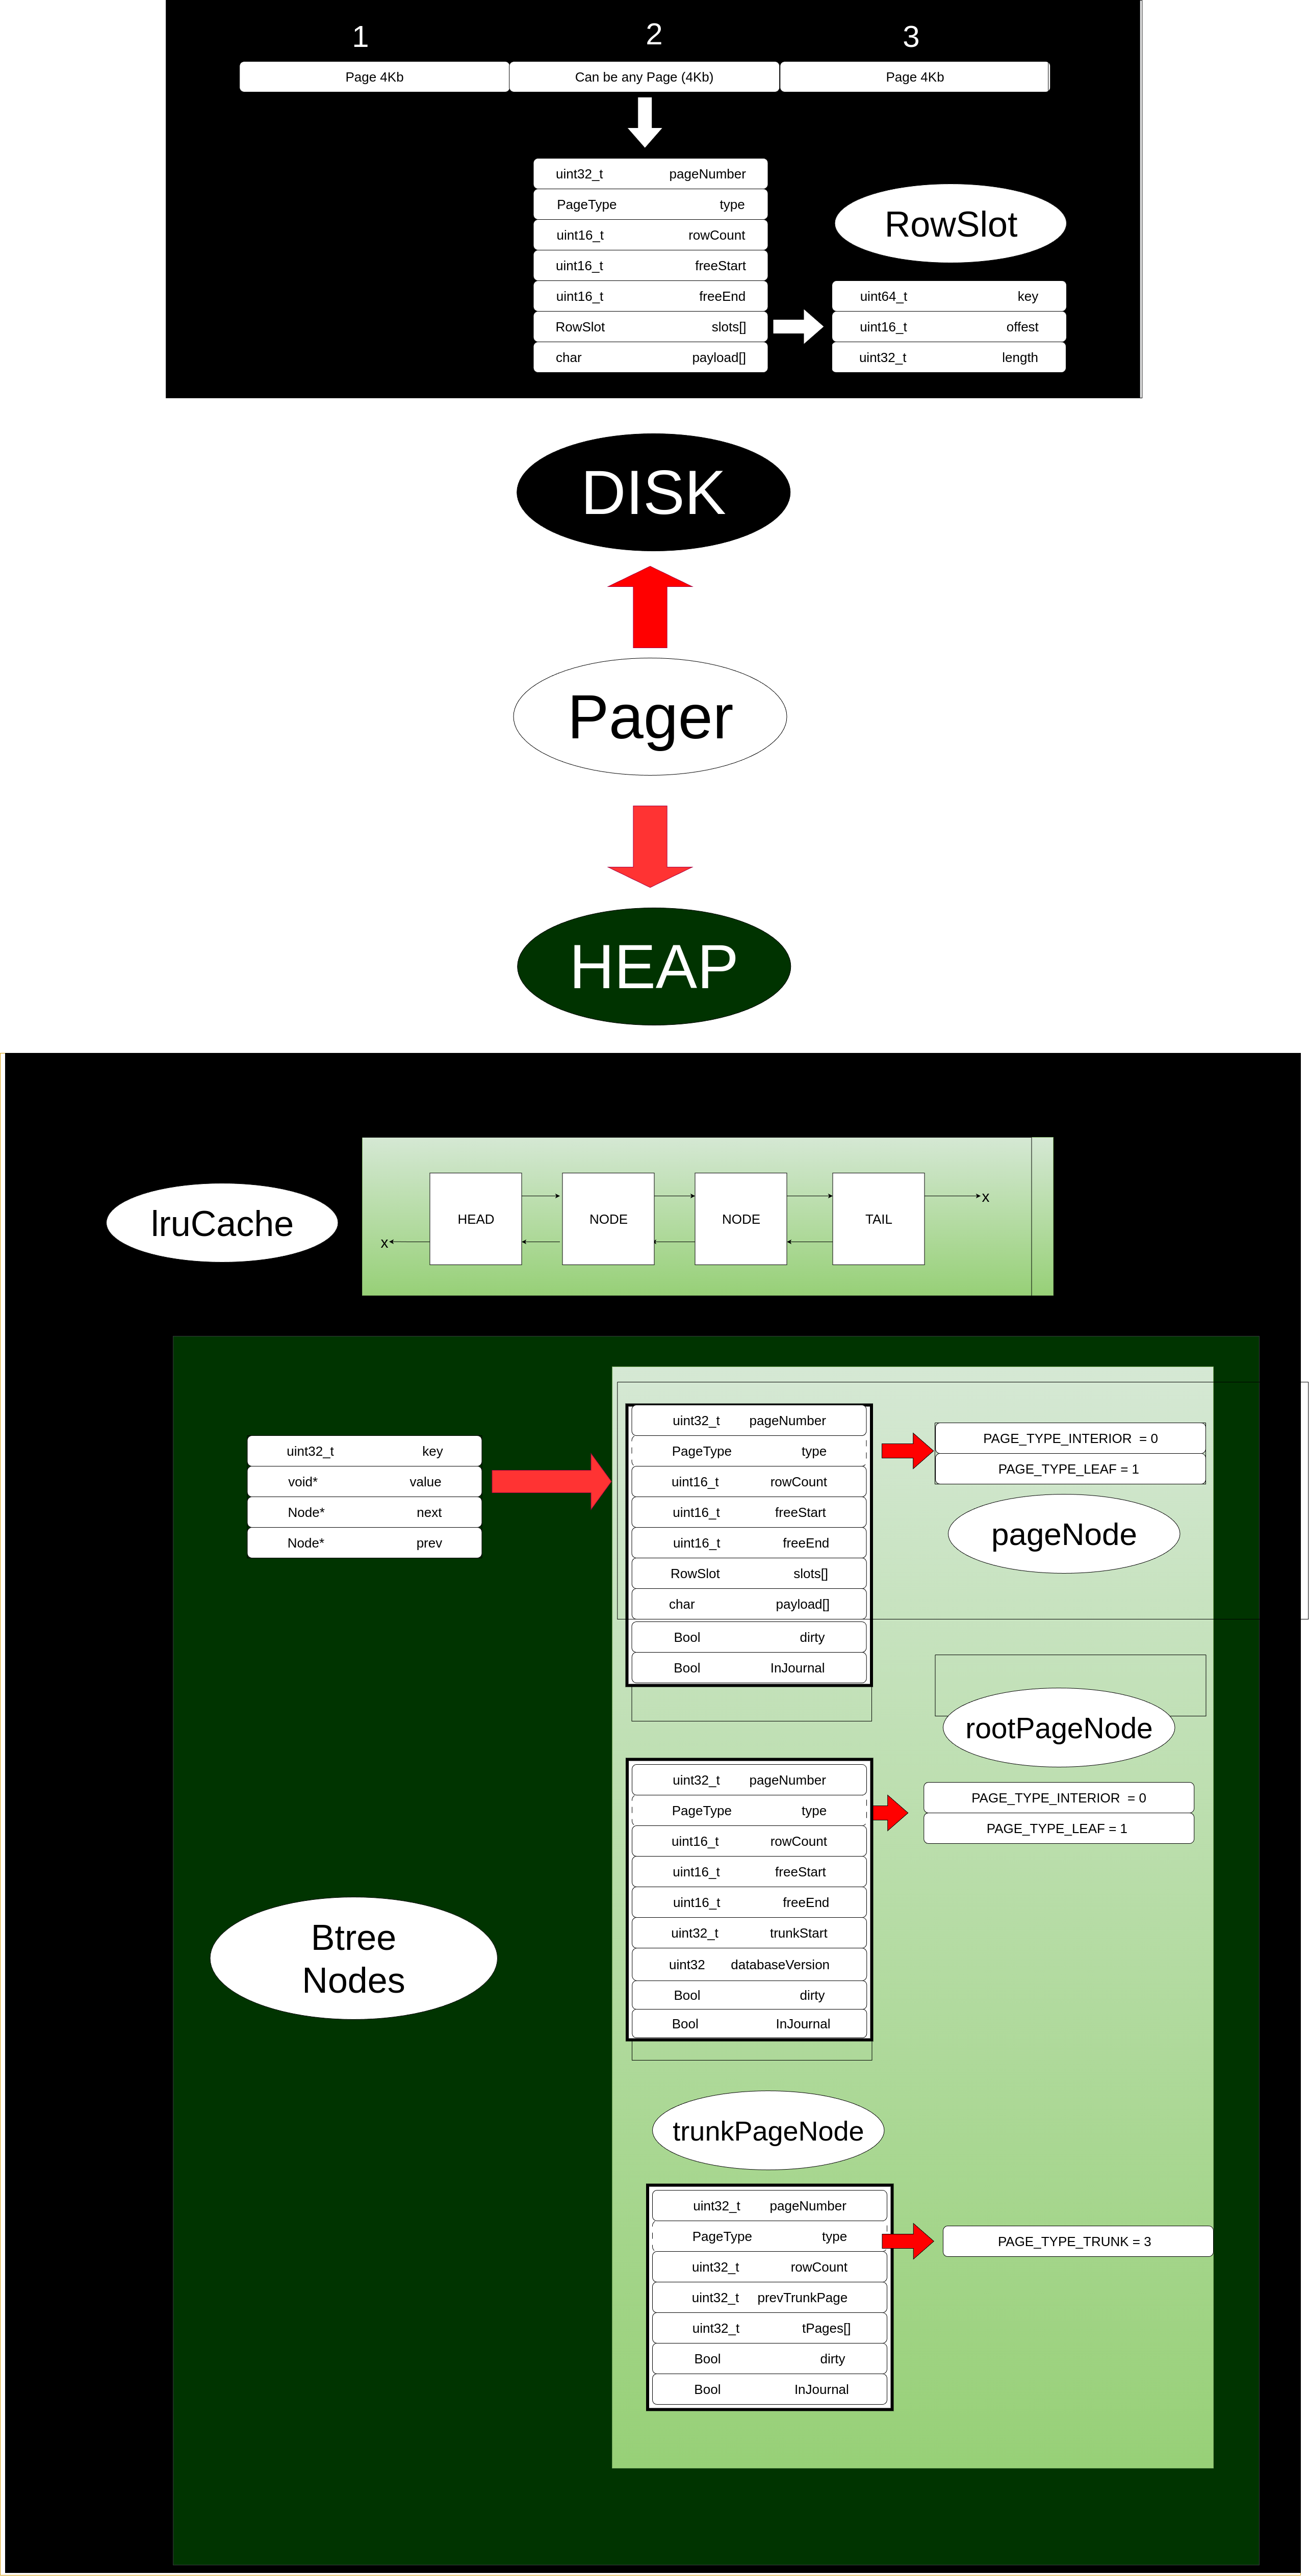 1
2
3
Page 4Kb
Can be any Page (4Kb)
Page 4Kb
uint32_t pageNumber
PageType type
uint16_t rowCount
uint16_t freeStart
uint16_t freeEnd
RowSlot slots[]
char payload[]
RowSlot
uint64_t key
uint16_t offest
uint32_t length
DISK
Pager
HEAP
lruCache
HEAD
NODE
NODE
TAIL
x
x
uint32_t key
void* value
Node* next
Node* prev
uint32_t pageNumber
PageType type
uint16_t rowCount
uint16_t freeStart
uint16_t freeEnd
RowSlot slots[]
char payload[]
Bool dirty
Bool InJournal
PAGE_TYPE_INTERIOR = 0
PAGE_TYPE_LEAF = 1
pageNode
rootPageNode
uint32_t pageNumber
PageType type
uint16_t rowCount
uint16_t freeStart
uint16_t freeEnd
uint32_t trunkStart
uint32 databaseVersion
Bool dirty
Bool InJournal
PAGE_TYPE_INTERIOR = 0
PAGE_TYPE_LEAF = 1
Btree
Nodes
trunkPageNode
uint32_t pageNumber
PageType type
uint32_t rowCount
uint32_t prevTrunkPage
uint32_t tPages[]
Bool dirty
Bool InJournal
PAGE_TYPE_TRUNK = 3